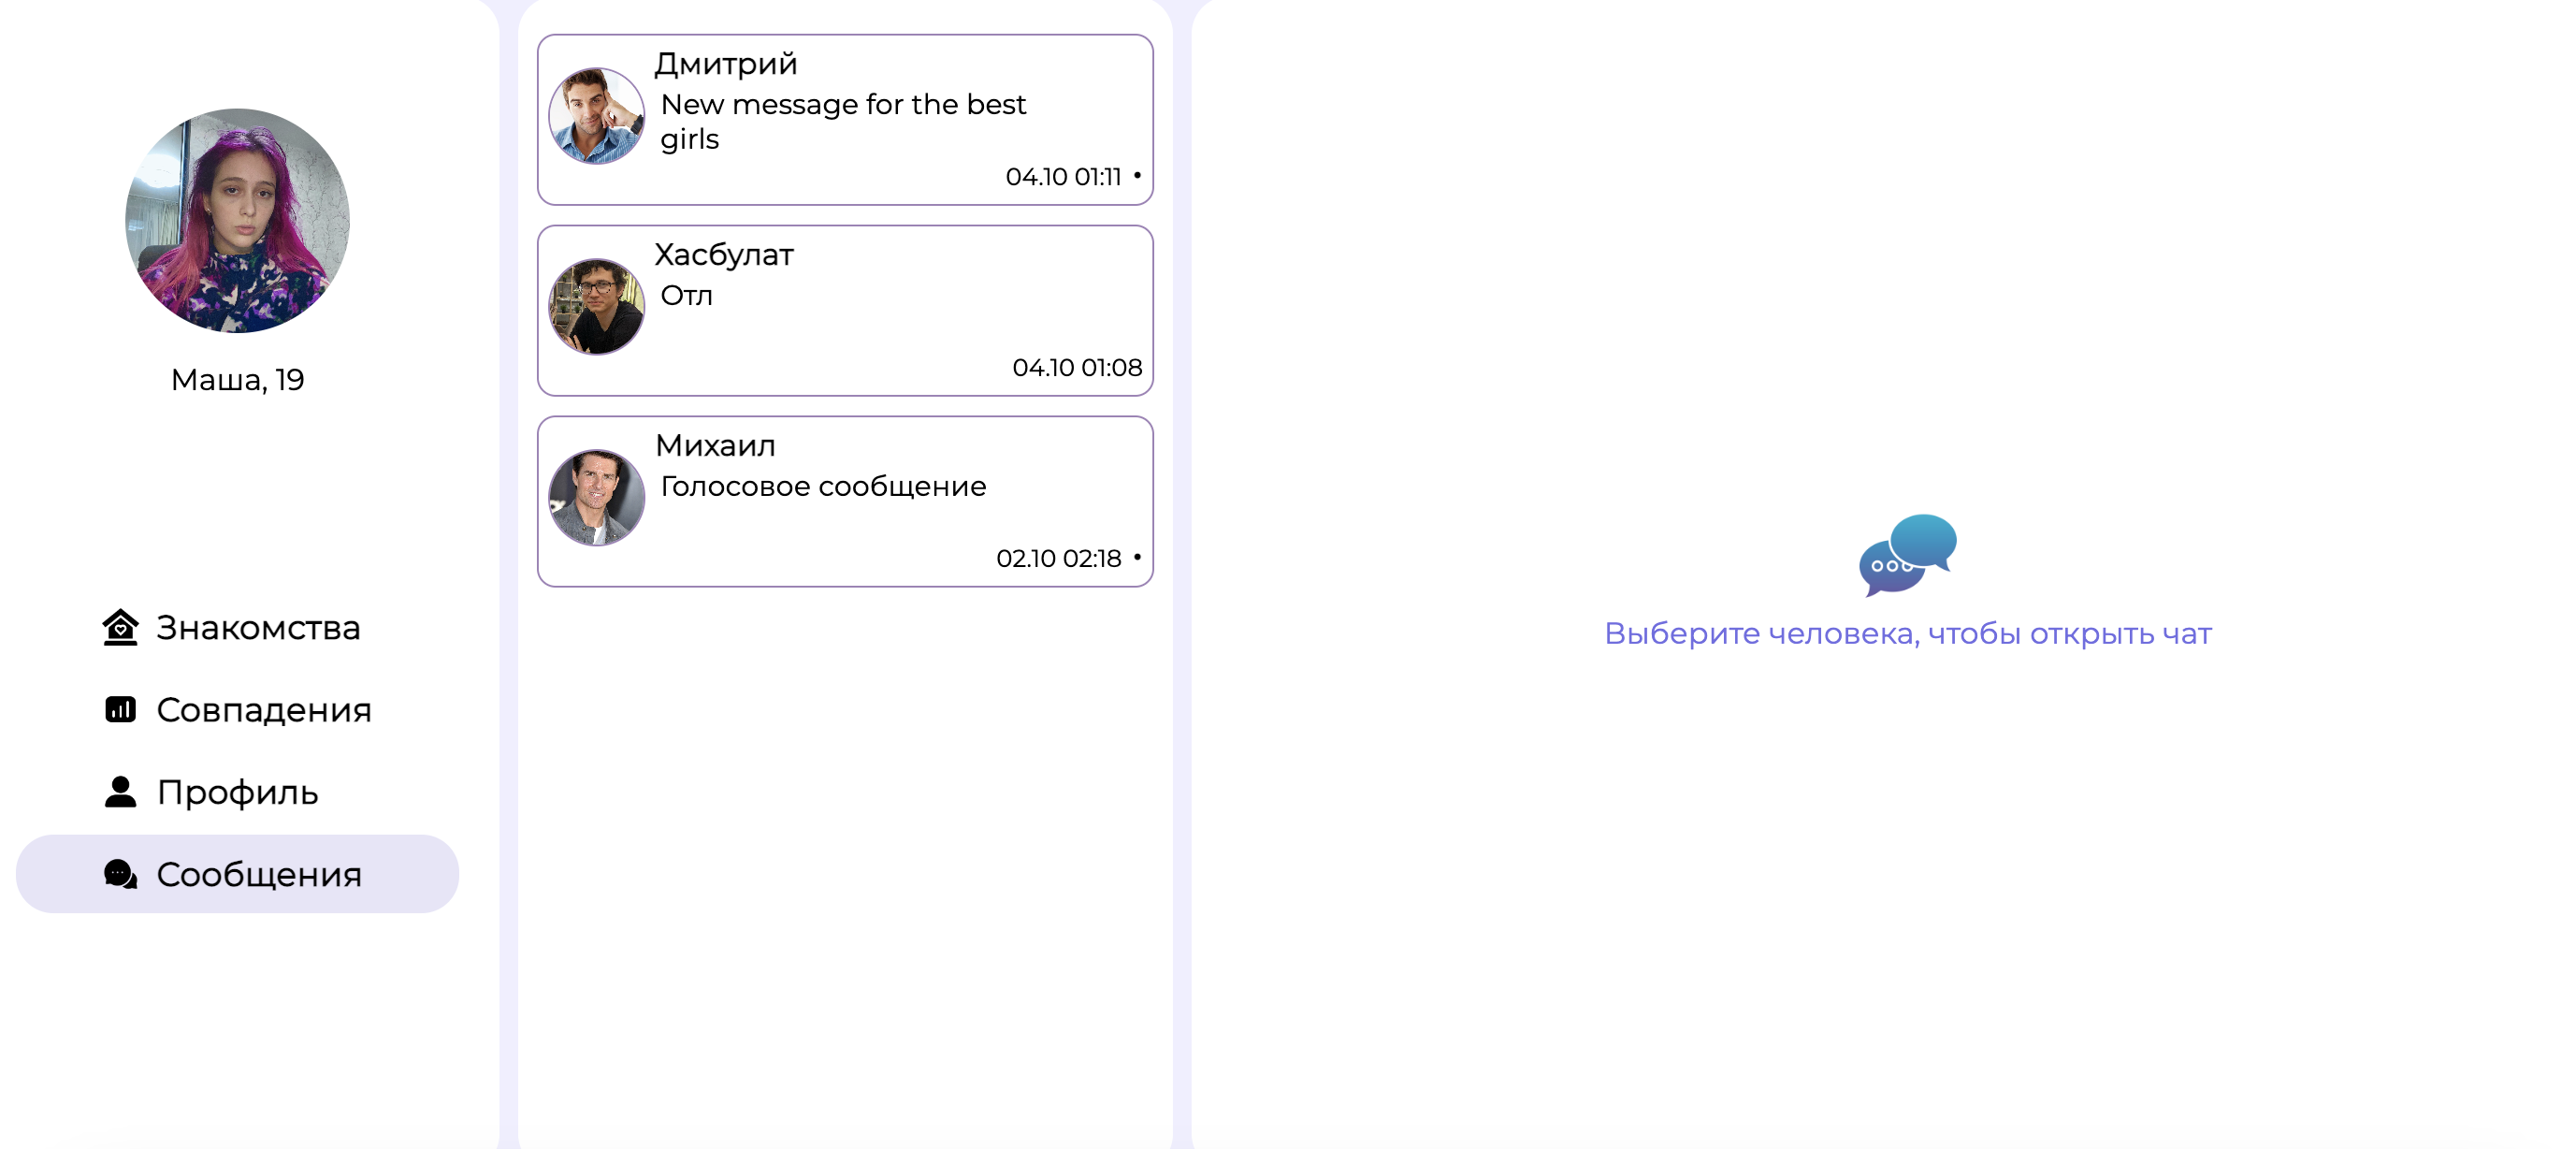 Маша, 19
Знакомства
Совпадения
Профиль
Сообщения
Дмитрий
New message for the best
girls
04.10 01:11 •
Хасбулат
Отл
04.10 01:08
Михаил
Голосовое сообщение
02.10 02:18 •
Выберите человека, чтобы открыть чат